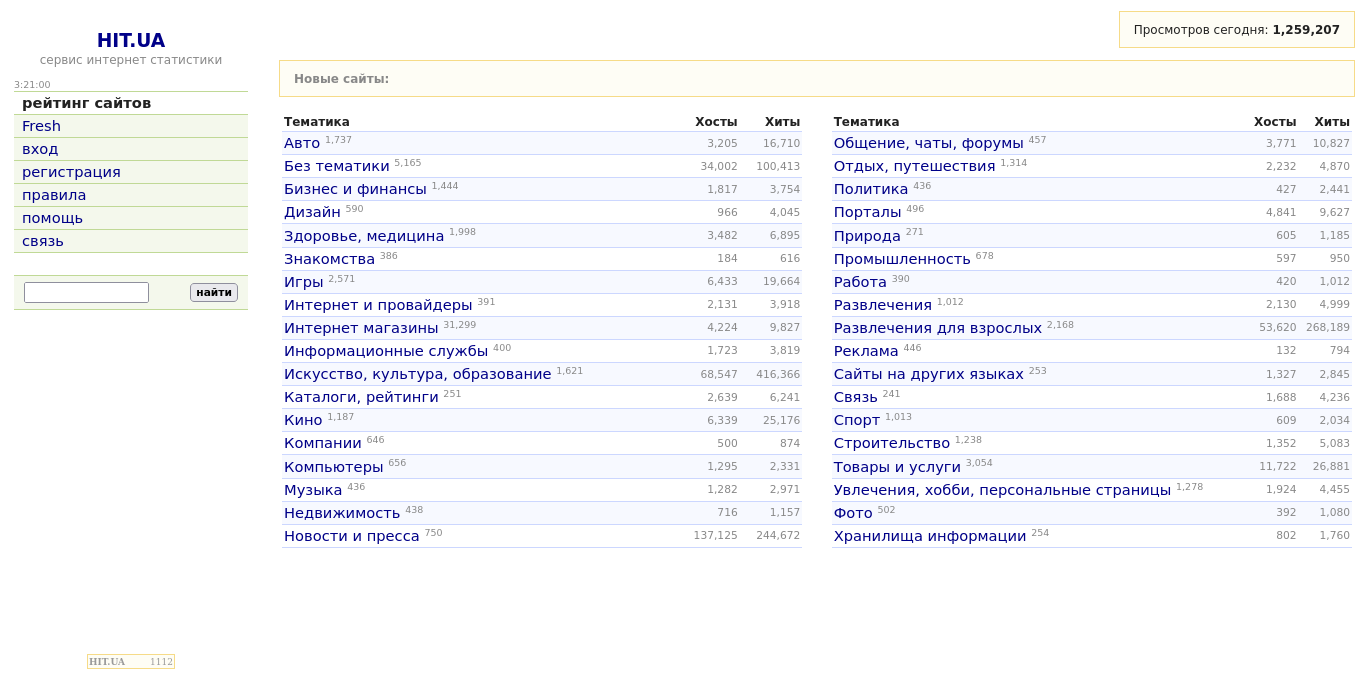 HIT.UA
сервис интернет статистики
3:21:00
рейтинг сайтов
Fresh
вход
регистрация
правила
помощь
связь
найти
Просмотров сегодня: 1,259,207
Новые сайты:
Тематика Хосты Хиты
Авто 1,737 3,205 16,710
Без тематики 5,165 34,002 100,413
Бизнес и финансы 1,444 1,817 3,754
Дизайн 590 966 4,045
Здоровье, медицина 1,998 3,482 6,895
Знакомства 386 184 616
Игры 2,571 6,433 19,664
Интернет и провайдеры 391 2,131 3,918
Интернет магазины 31,299 4,224 9,827
Информационные службы 400 1,723 3,819
Искусство, культура, образование 1,621 68,547 416,366
Каталоги, рейтинги 251 2,639 6,241
Кино 1,187 6,339 25,176
Компании 646 500 874
Компьютеры 656 1,295 2,331
Музыка 436 1,282 2,971
Недвижимость 438 716 1,157
Новости и пресса 750 137,125 244,672
Тематика Хосты Хиты
Общение, чаты, форумы 457 3,771 10,827
Отдых, путешествия 1,314 2,232 4,870
Политика 436 427 2,441
Порталы 496 4,841 9,627
Природа 271 605 1,185
Промышленность 678 597 950
Работа 390 420 1,012
Развлечения 1,012 2,130 4,999
Развлечения для взрослых 2,168 53,620 268,189
Реклама 446 132 794
Сайты на других языках 253 1,327 2,845
Связь 241 1,688 4,236
Спорт 1,013 609 2,034
Строительство 1,238 1,352 5,083
Товары и услуги 3,054 11,722 26,881
Увлечения, хобби, персональные страницы 1,278 1,924 4,455
Фото 502 392 1,080
Хранилища информации 254 802 1,760
HIT.UA 1112